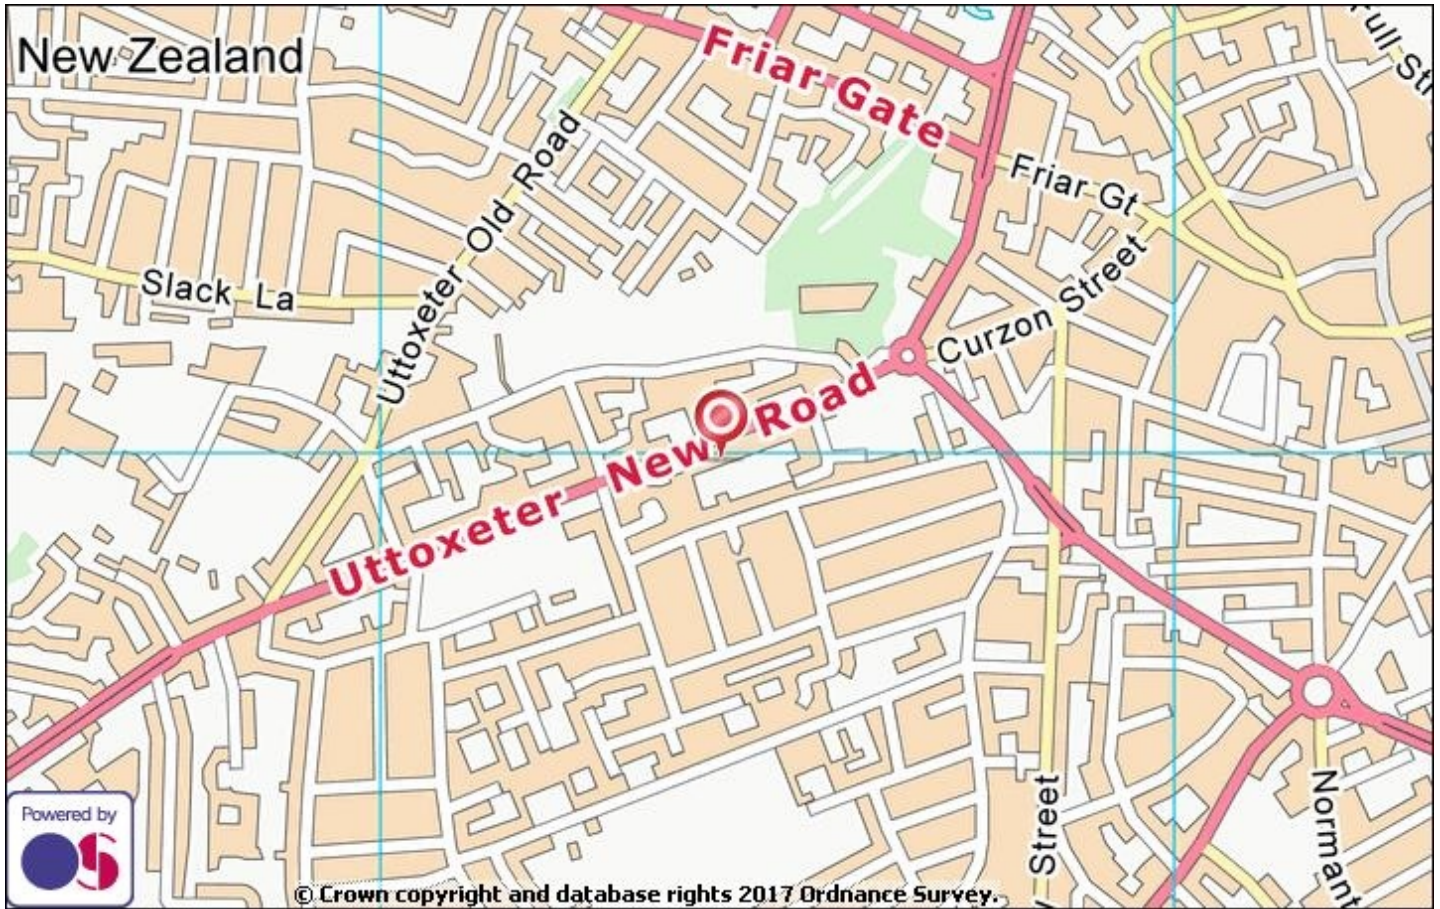 New Zealand
Friar Gate
Friar Gt
Uttoxeter Old Road
Curzon Street
Slack La
Uttoxeter New Road
Street
Normant
Powered by
OS
© Crown copyright and database rights 2017 Ordnance Survey.